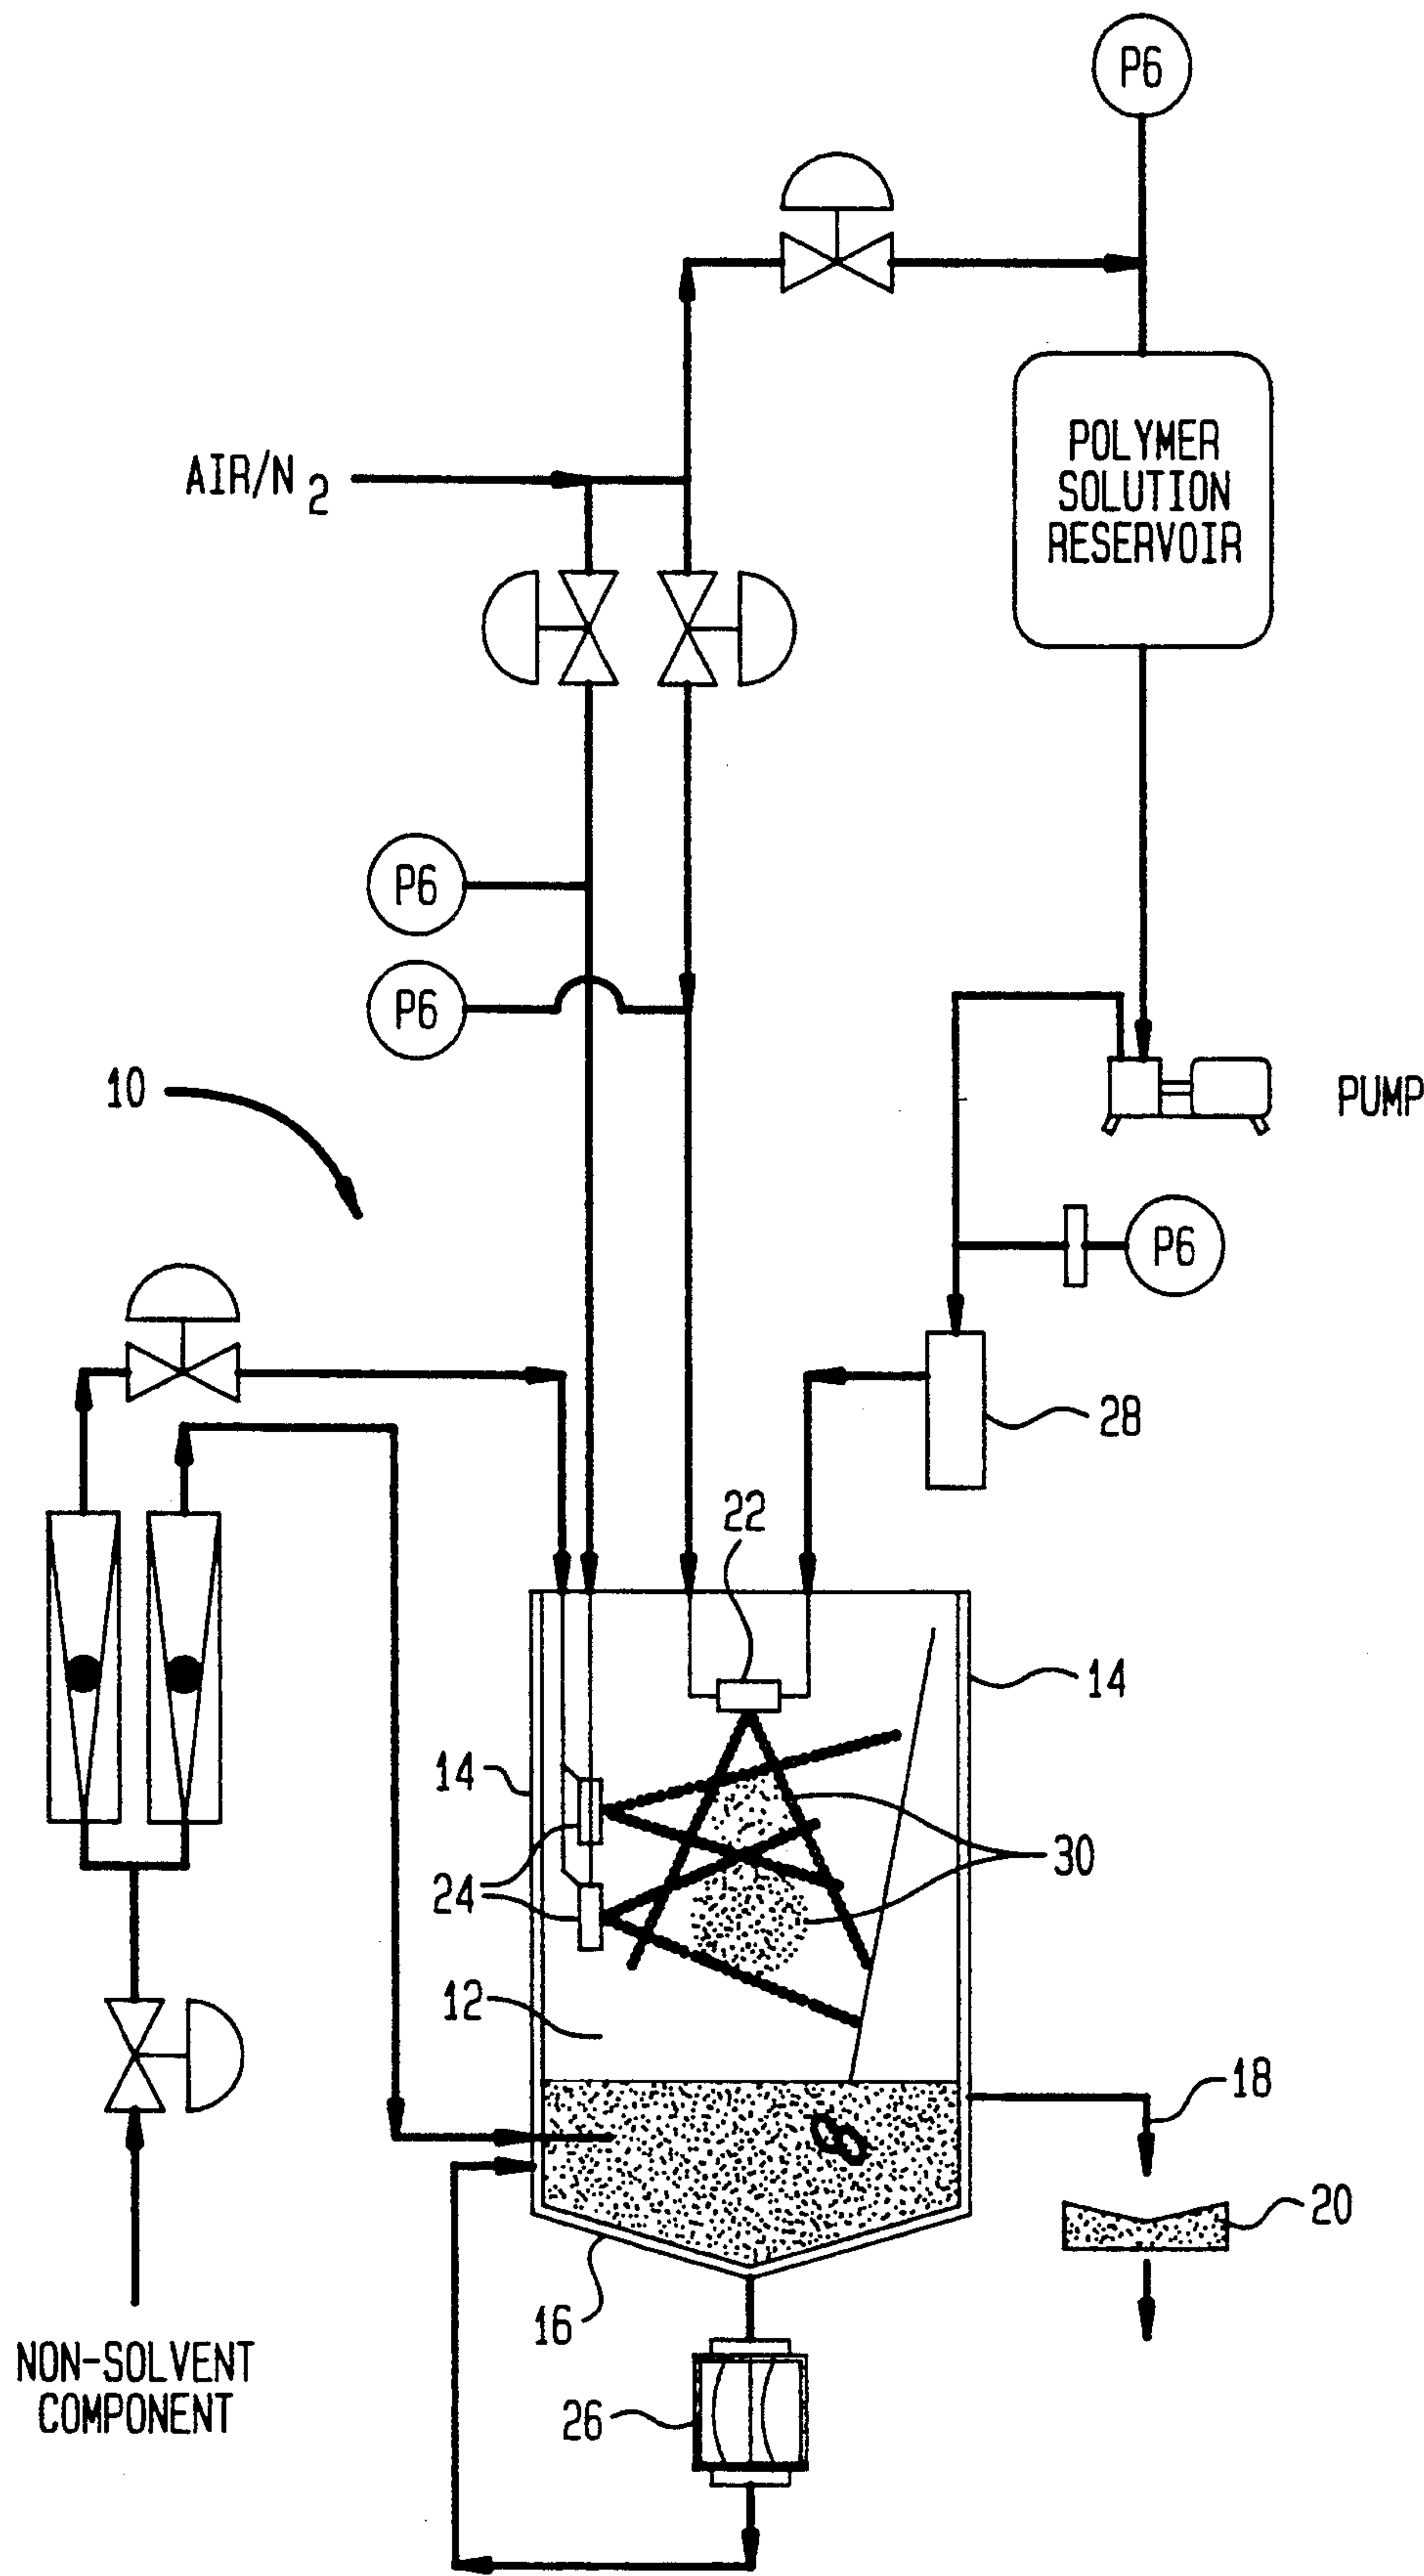 P6
AIR/N2
POLYMER
SOLUTION
RESERVOIR
P6
P6
10
PUMP
P6
28
22
14
14
30
24
12
18
20
16
26
NON-SOLVENT
COMPONENT